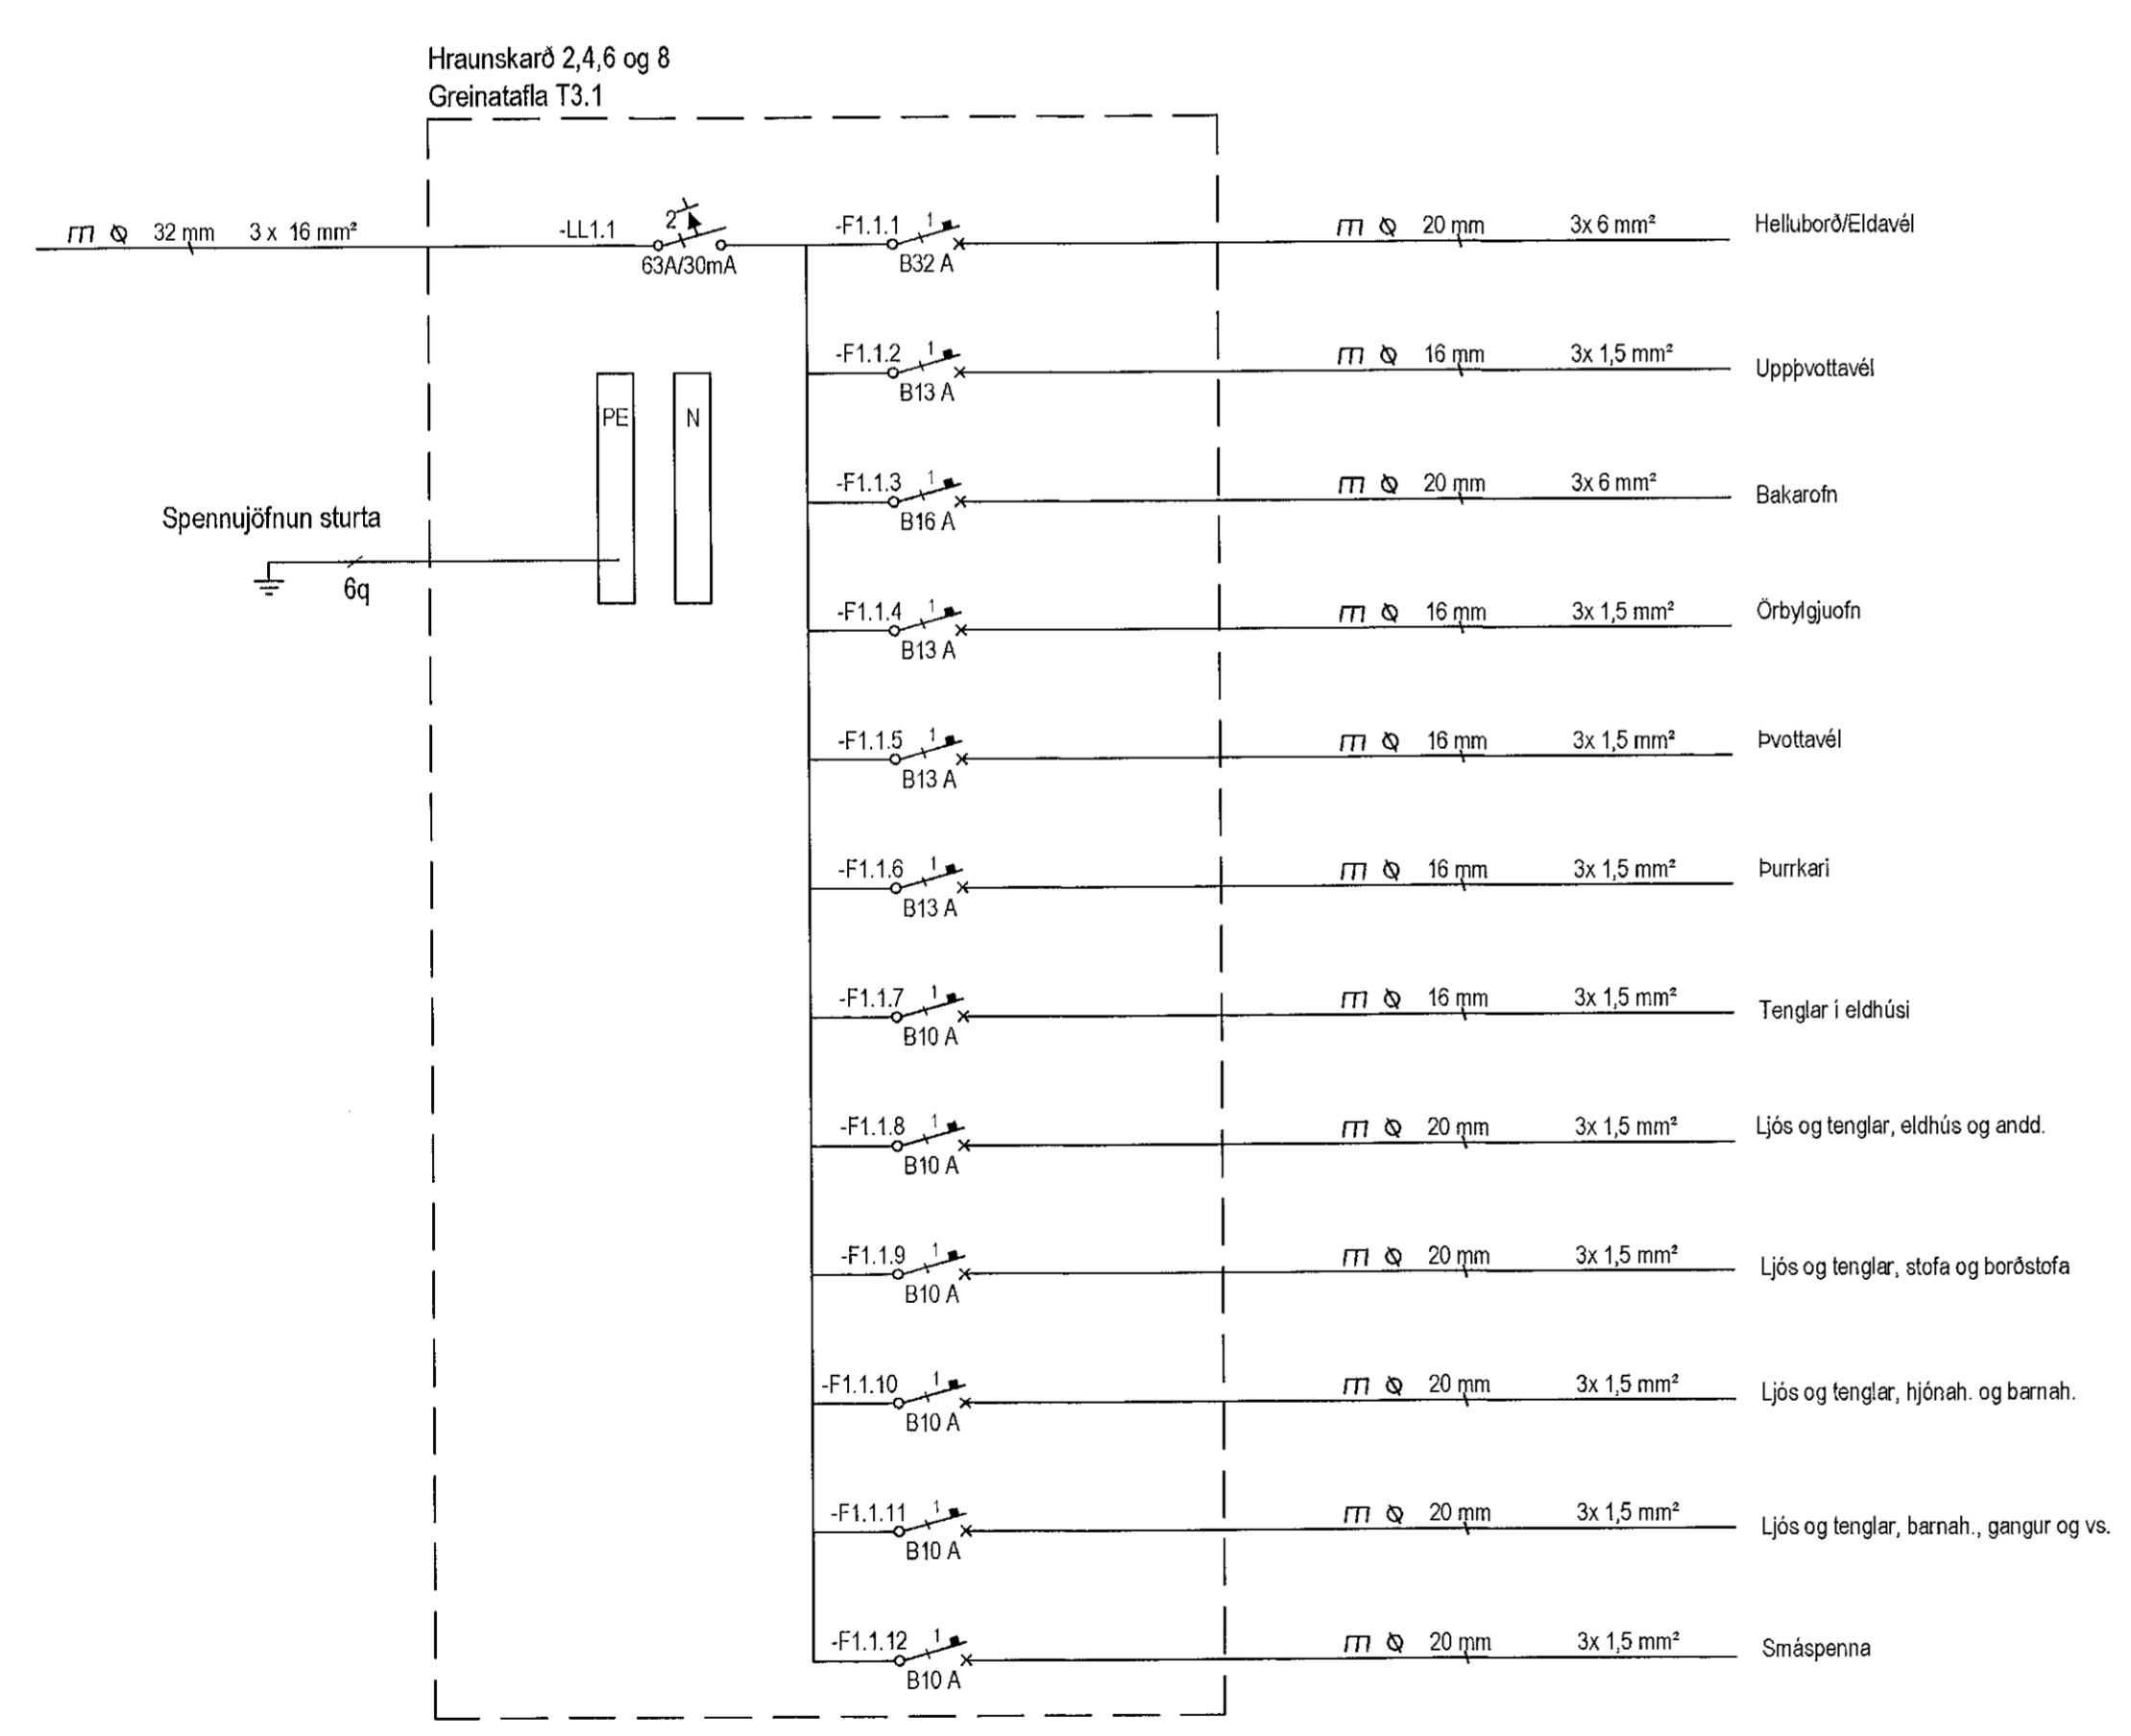 Hraunskarð 2,4,6 og 8
Greinatafla T3.1
32 mm 3 x 16 mm²
-LL1.1
2
63A/30mA
-F1.1.1 1
B32 A
20 mm 3x 6 mm² Helluborð/Eldavél
-F1.1.2 1
B13 A
16 mm 3x 1,5 mm² Uppþvottavél
PE N
-F1.1.3 1
B16 A
20 mm 3x 6 mm² Bakarofn
Spennujöfnun sturta
6q
-F1.1.4 1
B13 A
16 mm 3x 1,5 mm² Örbylgjuofn
-F1.1.5 1
B13 A
16 mm 3x 1,5 mm² Þvottavél
-F1.1.6 1
B13 A
16 mm 3x 1,5 mm² Þurrkari
-F1.1.7 1
B10 A
16 mm 3x 1,5 mm² Tenglar í eldhúsi
-F1.1.8 1
B10 A
20 mm 3x 1,5 mm² Ljós og tenglar, eldhús og andd.
-F1.1.9 1
B10 A
20 mm 3x 1,5 mm² Ljós og tenglar, stofa og borðstofa
-F1.1.10 1
B10 A
20 mm 3x 1,5 mm² Ljós og tenglar, hjónah. og barnah.
-F1.1.11 1
B10 A
20 mm 3x 1,5 mm² Ljós og tenglar, barnah., gangur og vs.
-F1.1.12 1
B10 A
20 mm 3x 1,5 mm² Smáspenna